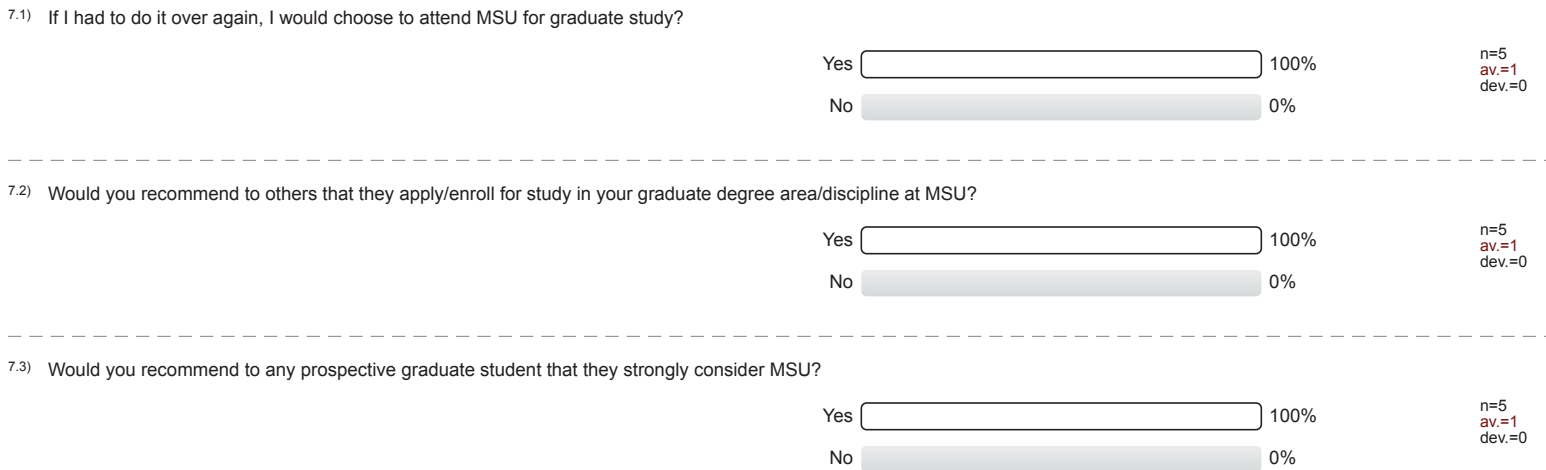 7.1) If I had to do it over again, I would choose to attend MSU for graduate study?
Yes 100%
No 0%
n=5
av.=1
dev.=0
7.2) Would you recommend to others that they apply/enroll for study in your graduate degree area/discipline at MSU?
Yes 100%
No 0%
n=5
av.=1
dev.=0
7.3) Would you recommend to any prospective graduate student that they strongly consider MSU?
Yes 100%
No 0%
n=5
av.=1
dev.=0